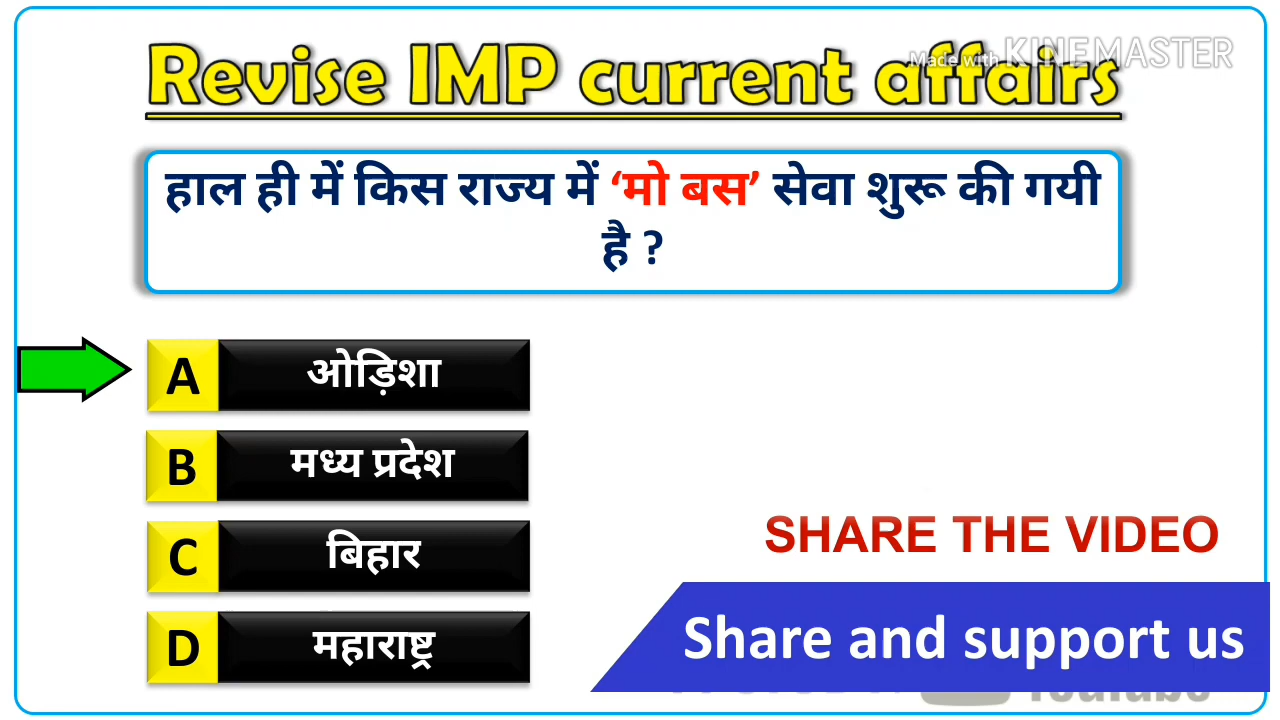 Revise IMP current affairs
Made with KINEMASTER
हाल ही में किस राज्य में ‘मो बस’ सेवा शुरू की गयी
है ?
A ओड़िशा
B मध्य प्रदेश
C बिहार
D महाराष्ट्र
SHARE THE VIDEO
Share and support us
YouTube